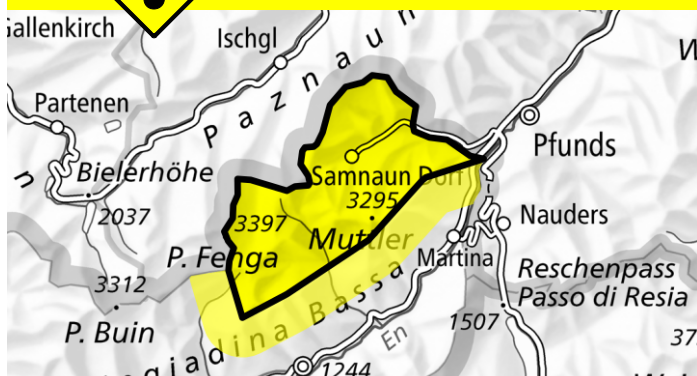 Gallenkirch
Ischgl
Paznaun
Partenen
Pfunds
Bielerhöhe
Samnaun Dorf
2037
3295
3397
Nauders
Muttler
P. Fenga
Martina
3312
Reschenpass
Passo di Resia
P. Buin
1507
Engiadina Bassa
En
1244